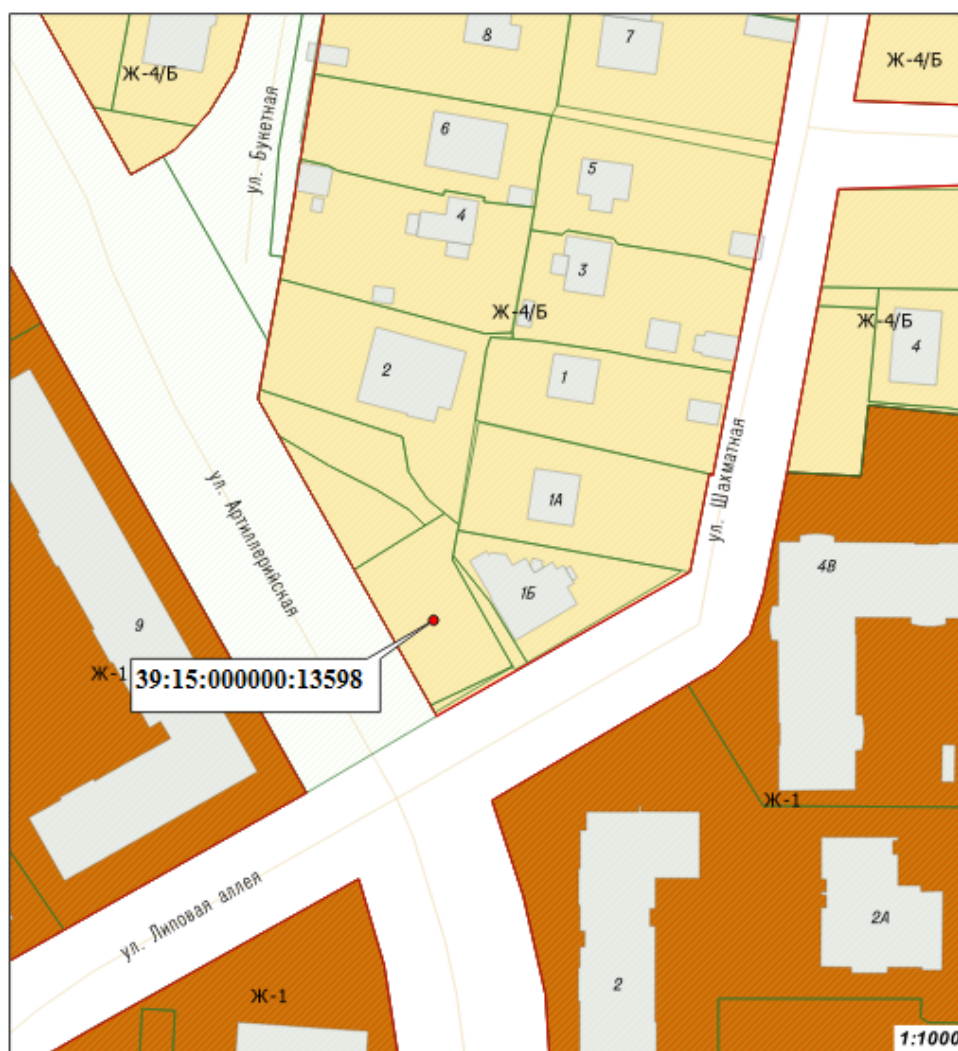 8
7
Ж-4/Б
Ж-4/Б
ул. Букетная
6
5
4
3
Ж-4/Б
Ж-4/Б
4
2
1
ул. Шахматная
1А
ул. Артиллерийская
4В
1Б
9
Ж-1
39:15:000000:13598
Ж-1
ул. Липовая аллея
2А
2
Ж-1
1:1000